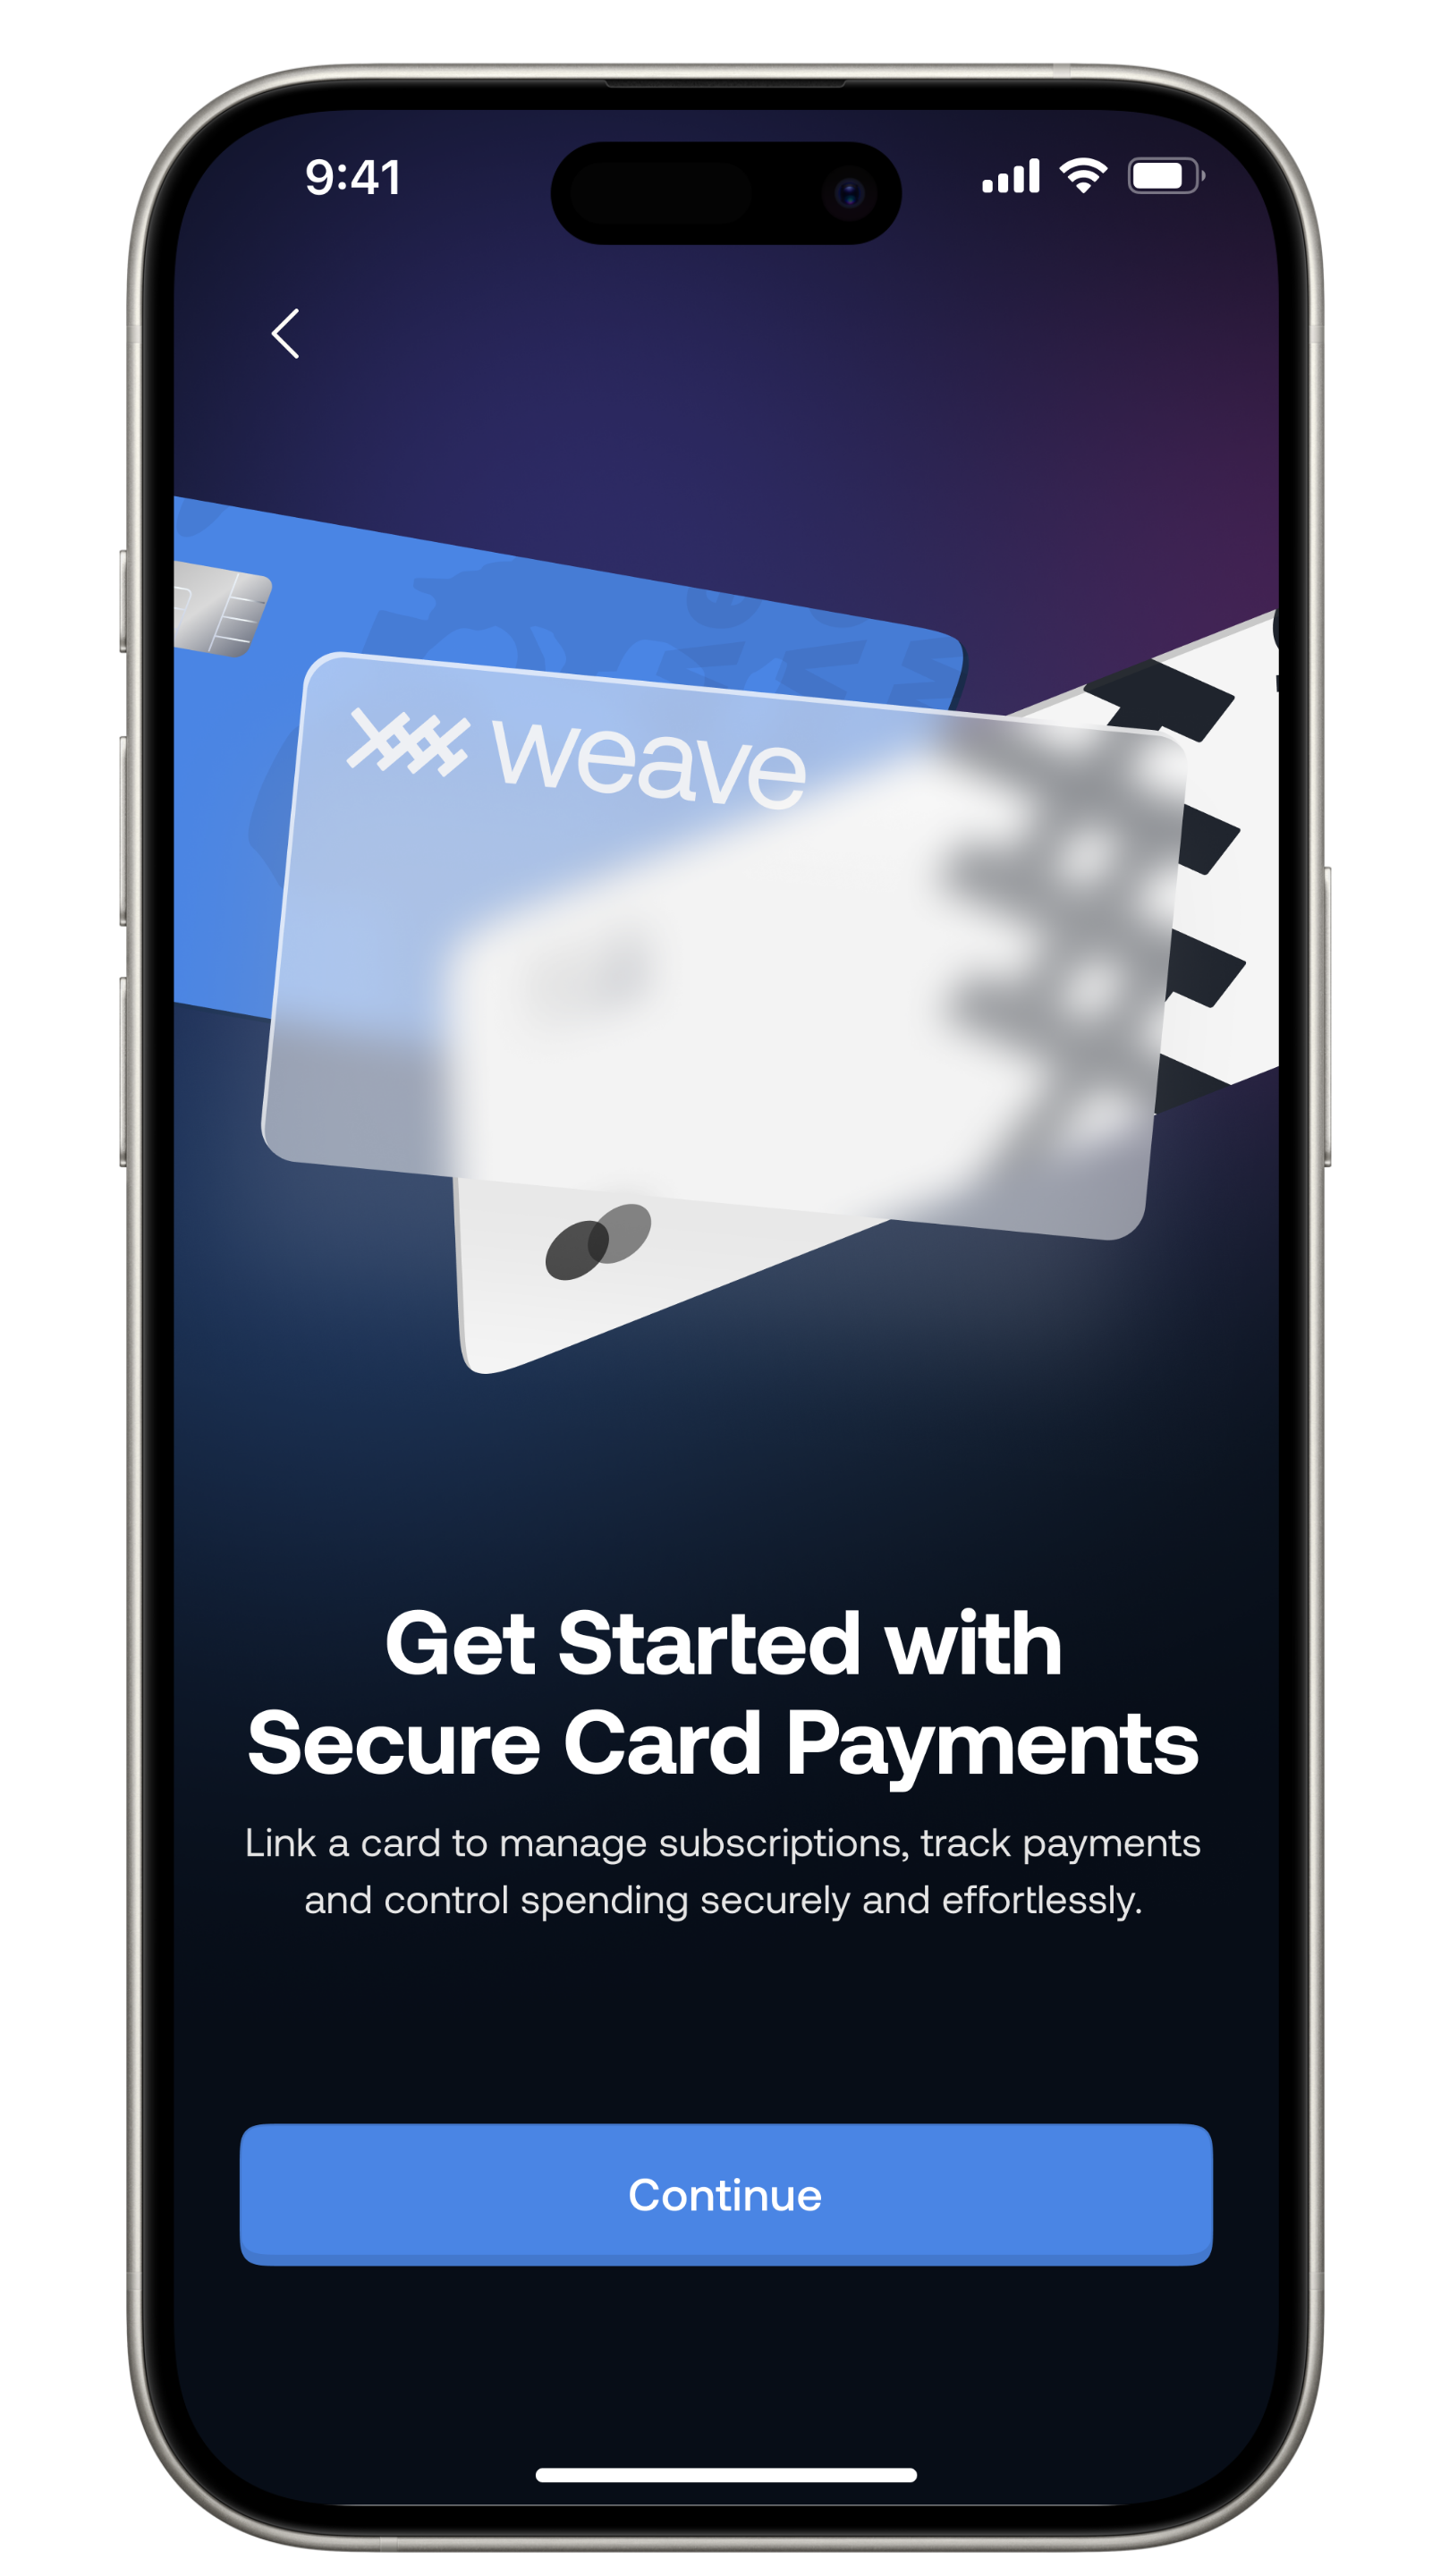 9:41
weave
Get Started with
Secure Card Payments
Link a card to manage subscriptions, track payments
and control spending securely and effortlessly.
Continue